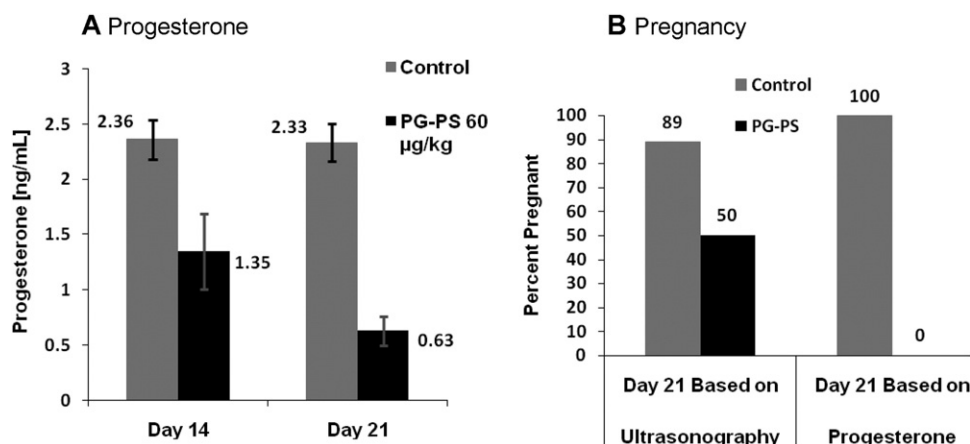 A Progesterone
Progesterone [ng/mL]
3
2.5
2
1.5
1
0.5
0
2.36
1.35
2.33
0.63
Control
PG-PS 60
µg/kg
Day 14
Day 21
B Pregnancy
Percent Pregnant
100
90
80
70
60
50
40
30
20
10
0
89
50
100
0
Control
PG-PS
Day 21 Based on
Ultrasonography
Day 21 Based on
Progesterone